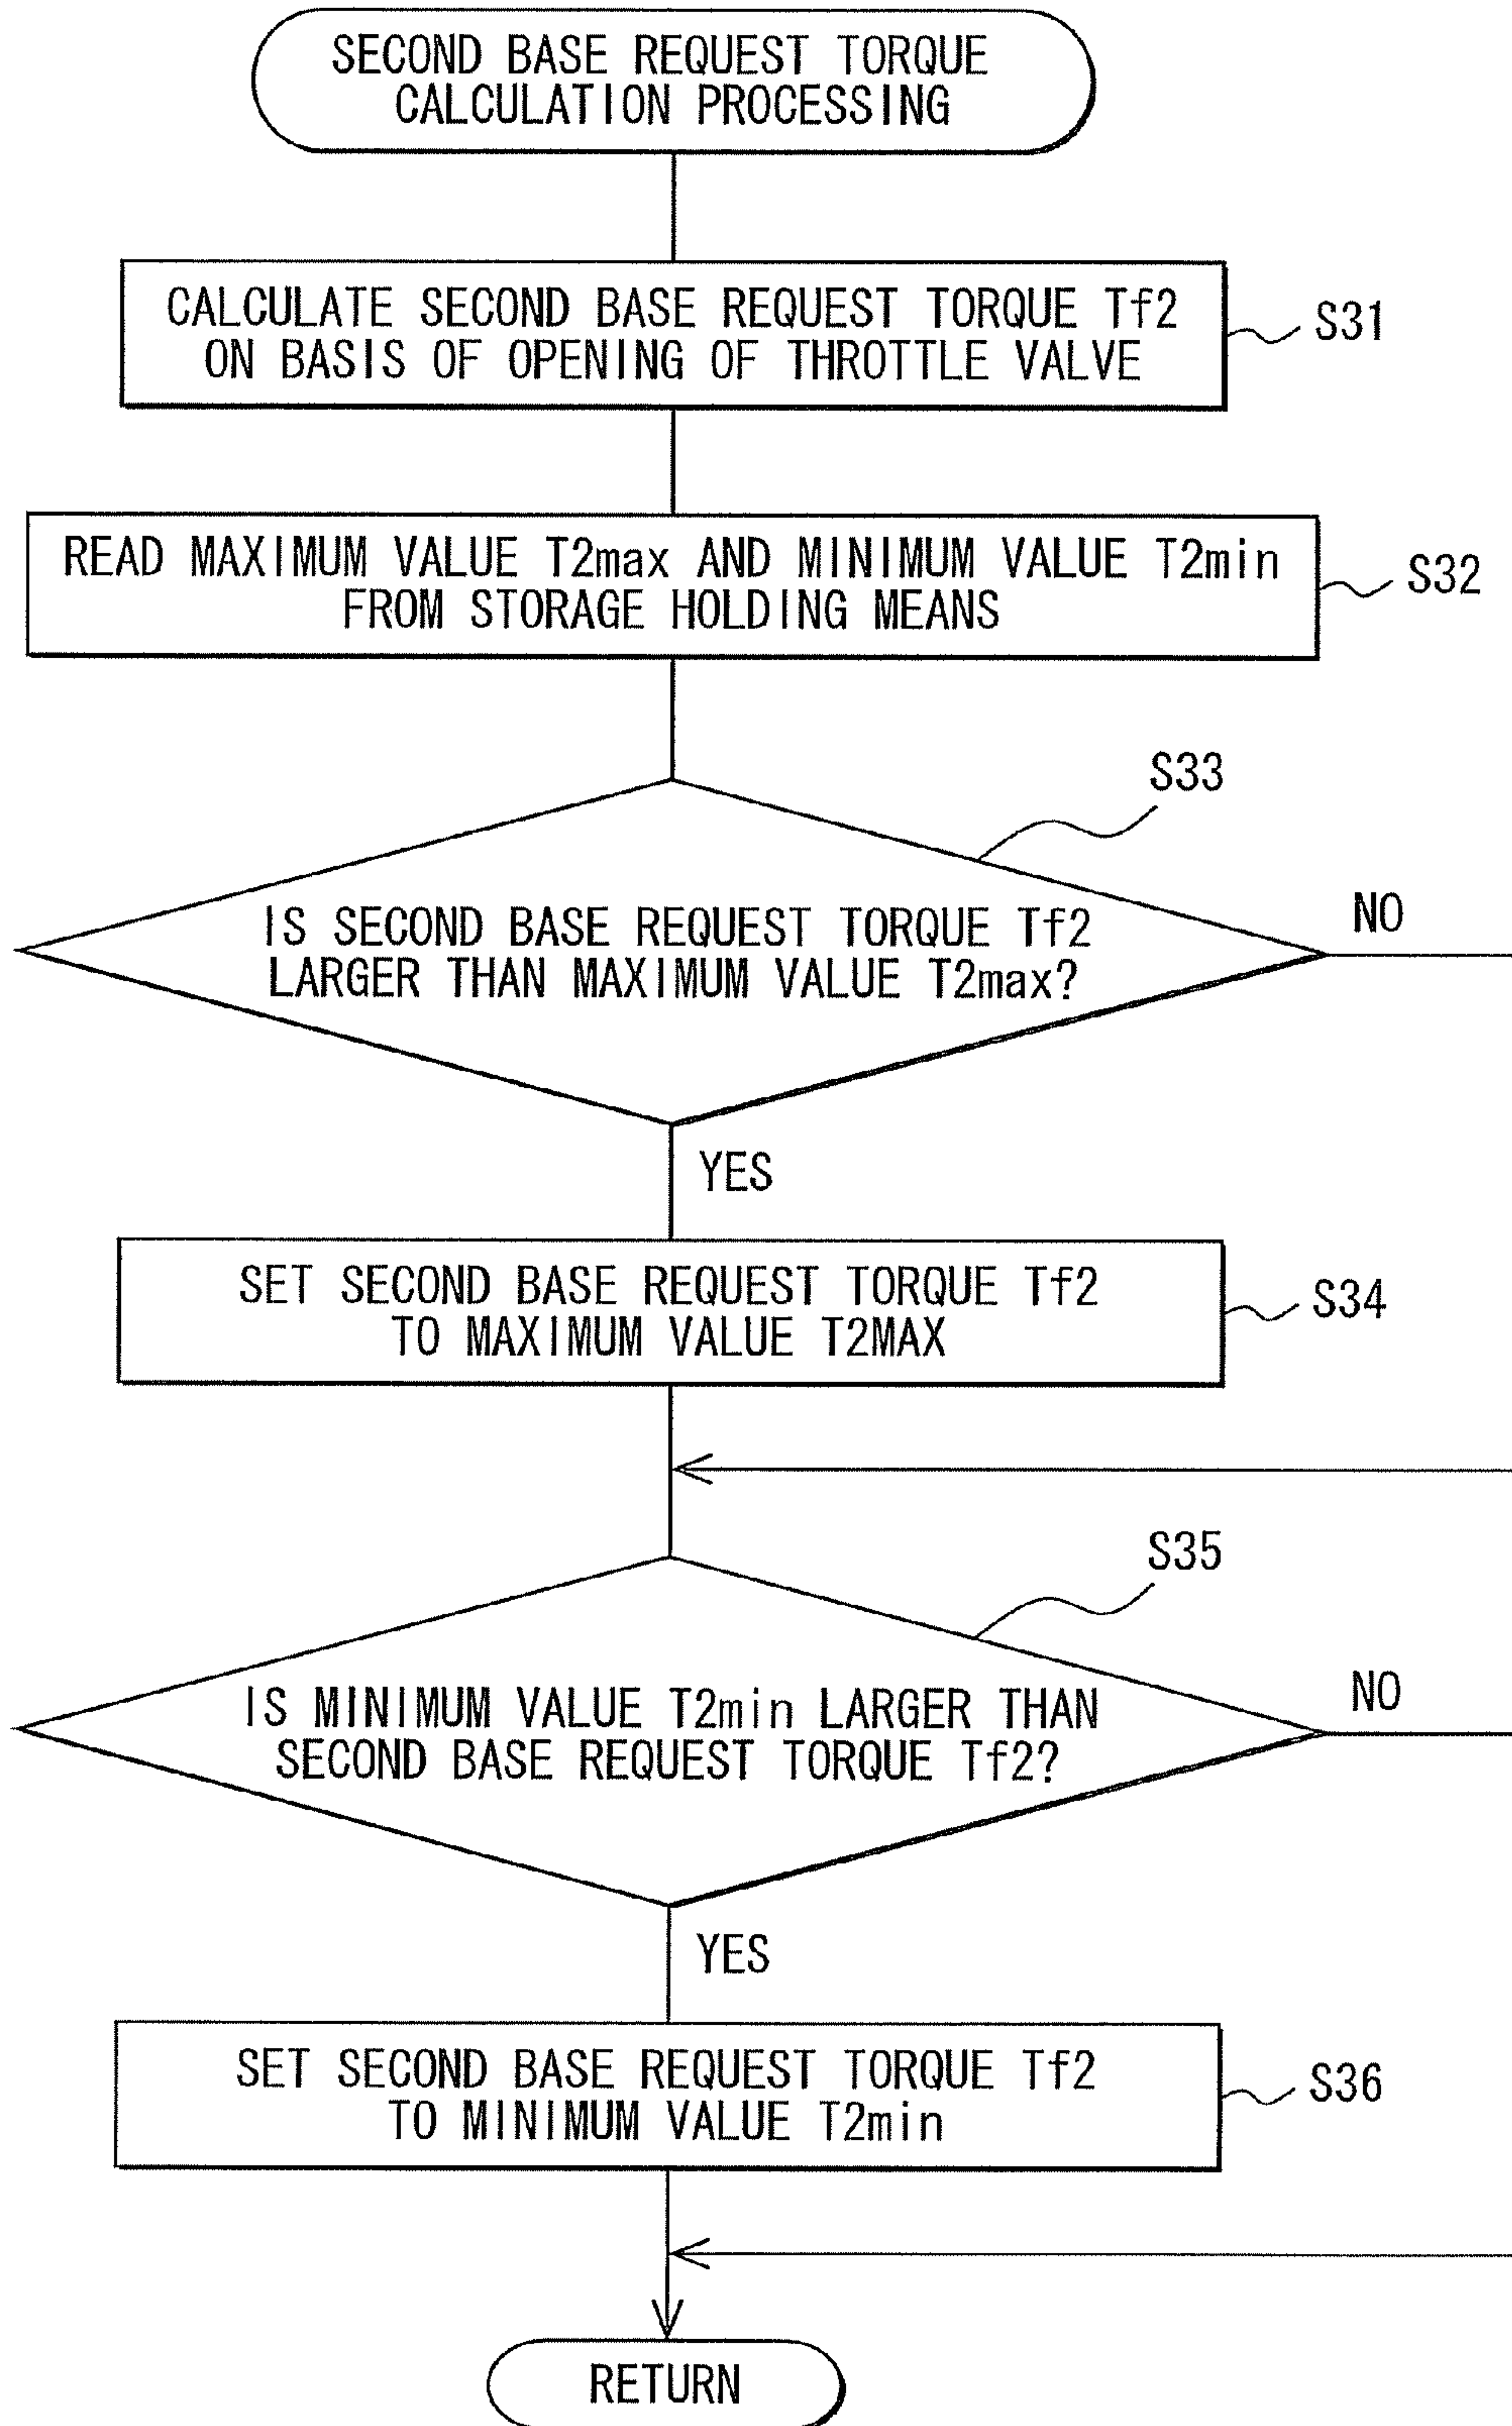 SECOND BASE REQUEST TORQUE
CALCULATION PROCESSING
CALCULATE SECOND BASE REQUEST TORQUE Tf2
ON BASIS OF OPENING OF THROTTLE VALVE
S31
READ MAXIMUM VALUE T2max AND MINIMUM VALUE T2min
FROM STORAGE HOLDING MEANS
S32
S33
IS SECOND BASE REQUEST TORQUE Tf2
LARGER THAN MAXIMUM VALUE T2max?
NO
YES
SET SECOND BASE REQUEST TORQUE Tf2
TO MAXIMUM VALUE T2MAX
S34
S35
IS MINIMUM VALUE T2min LARGER THAN
SECOND BASE REQUEST TORQUE Tf2?
NO
YES
SET SECOND BASE REQUEST TORQUE Tf2
TO MINIMUM VALUE T2min
S36
RETURN